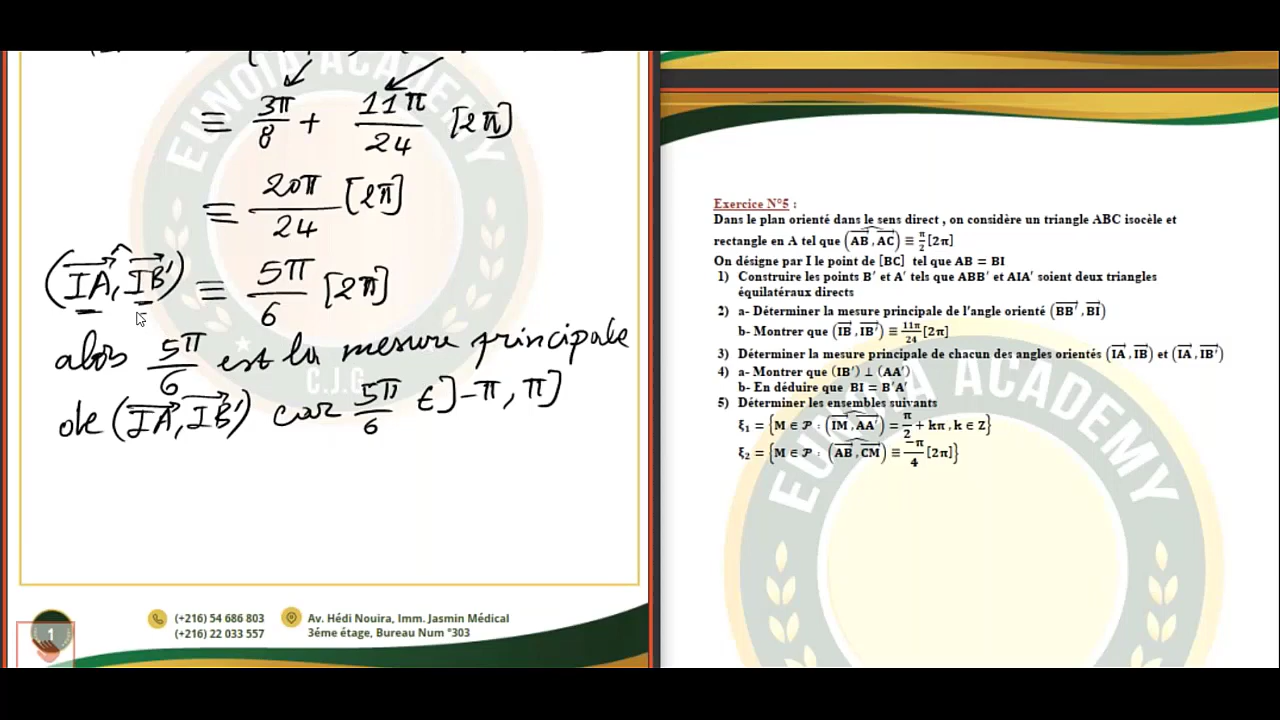 ≡ 3π/8 + 11π/24 [2π]
≡ 20π/24 [2π]
(IA, IB') ≡ 5π/6 [2π]
alors 5π/6 est la mesure principale
de (IA, IB') car 5π/6 ∈ ]-π, π]
1
(+216) 54 686 803
(+216) 22 033 557
Av. Hédi Nouira, Imm. Jasmin Médical
3éme étage, Bureau Num °303
EUNOIA ACADEMY
C.J.G
Exercice N°5 :
Dans le plan orienté dans le sens direct , on considère un triangle ABC isocèle et
rectangle en A tel que (AB , AC) ≡ π/2 [2π]
On désigne par I le point de [BC] tel que AB = BI
1) Construire les points B′ et A′ tels que ABB′ et AIA′ soient deux triangles
équilatéraux directs
2) a- Déterminer la mesure principale de l'angle orienté (BB′ , BI)
b- Montrer que (IB , IB′) ≡ 11π/24 [2π]
3) Déterminer la mesure principale de chacun des angles orientés (IA , IB) et (IA , IB′)
4) a- Montrer que (IB′) ⊥ (AA′)
b- En déduire que BI = B′A′
5) Déterminer les ensembles suivants
ξ₁ = {M ∈ 𝒫 : (IM , AA′) = π/2 + kπ , k ∈ Z}
ξ₂ = {M ∈ 𝒫 : (AB , CM) ≡ −π/4 [2π]}
EUNOIA ACADEMY